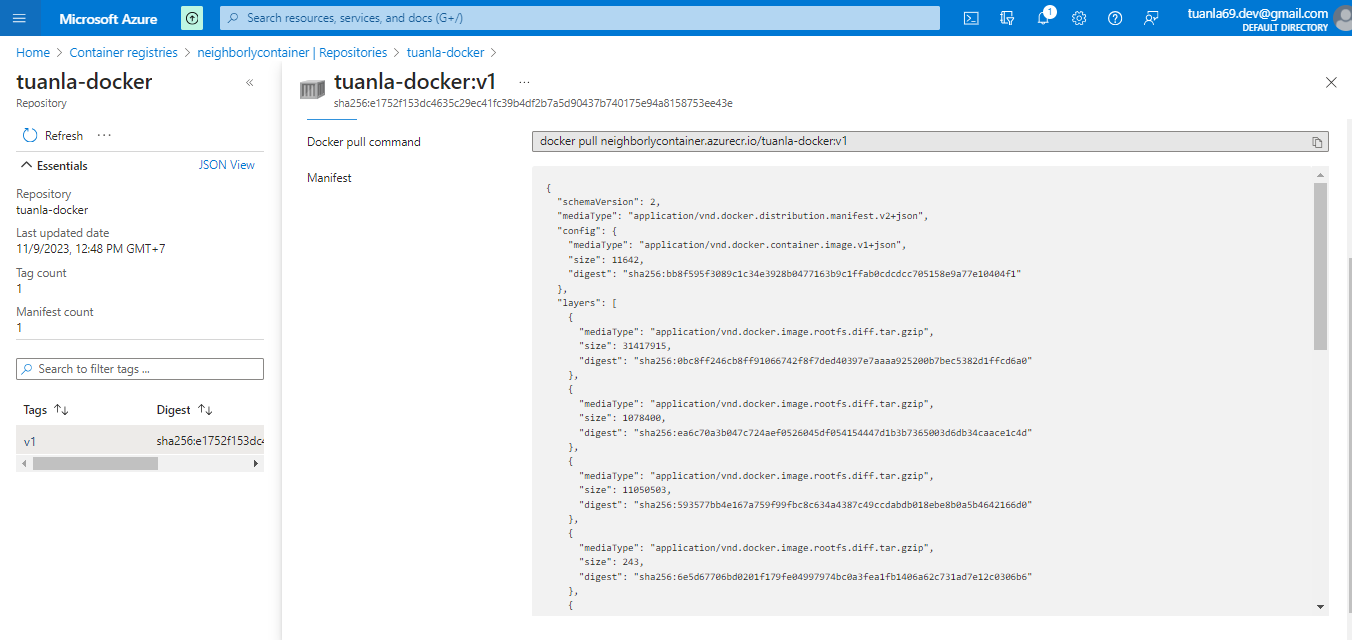 Microsoft Azure
Search resources, services, and docs (G+/)
1
tuanla69.dev@gmail.com
DEFAULT DIRECTORY
Home > Container registries > neighborlycontainer | Repositories > tuanla-docker >
tuanla-docker
Repository
Refresh
Essentials
JSON View
Repository
tuanla-docker
Last updated date
11/9/2023, 12:48 PM GMT+7
Tag count
1
Manifest count
1
Search to filter tags ...
Tags Digest
v1 sha256:e1752f153dc4
tuanla-docker:v1
sha256:e1752f153dc4635c29ec41fc39b4df2b7a5d90437b740175e94a8158753ee43e
Docker pull command
docker pull neighborlycontainer.azurecr.io/tuanla-docker:v1
Manifest
{
"schemaVersion": 2,
"mediaType": "application/vnd.docker.distribution.manifest.v2+json",
"config": {
"mediaType": "application/vnd.docker.container.image.v1+json",
"size": 11642,
"digest": "sha256:bb8f595f3089c1c34e3928b0477163b9c1ffab0cdcdcc705158e9a77e10404f1"
},
"layers": [
{
"mediaType": "application/vnd.docker.image.rootfs.diff.tar.gzip",
"size": 31417915,
"digest": "sha256:0bc8ff246cb8ff91066742f8f7ded40397e7aaaa925200b7bec5382d1ffcd6a0"
},
{
"mediaType": "application/vnd.docker.image.rootfs.diff.tar.gzip",
"size": 1078400,
"digest": "sha256:ea6c70a3b047c724aef0526045df054154447d1b3b7365003d6db34caace1c4d"
},
{
"mediaType": "application/vnd.docker.image.rootfs.diff.tar.gzip",
"size": 11050503,
"digest": "sha256:593577bb4e167a759f99fbc8c634a4387c49ccdabdb018ebe8b0a5b4642166d0"
},
{
"mediaType": "application/vnd.docker.image.rootfs.diff.tar.gzip",
"size": 243,
"digest": "sha256:6e5d67706bd0201f179fe04997974bc0a3fea1fb1406a62c731ad7e12c0306b6"
},
{